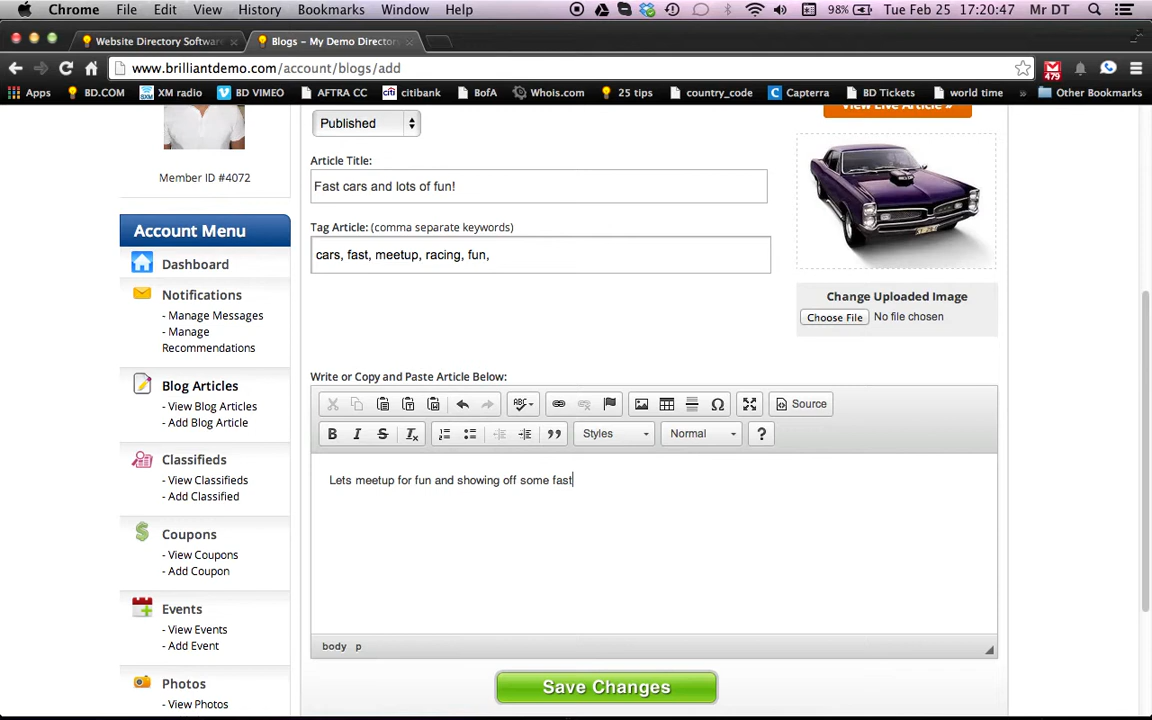 Chrome File Edit View History Bookmarks Window Help 98% Tue Feb 25 17:20:47 Mr DT
Website Directory Softwar Blogs – My Demo Director
www.brilliantdemo.com/account/blogs/add
Apps BD.COM XM radio BD VIMEO AFTRA CC citibank BofA Whois.com 25 tips country_code Capterra BD Tickets world time » Other Bookmarks
479
View Live Article »
Published
Member ID #4072
Article Title:
Fast cars and lots of fun!
Tag Article: (comma separate keywords)
cars, fast, meetup, racing, fun,
Change Uploaded Image
Choose File No file chosen
Account Menu
Dashboard
Notifications
- Manage Messages
- Manage
Recommendations
Blog Articles
- View Blog Articles
- Add Blog Article
Classifieds
- View Classifieds
- Add Classified
Coupons
- View Coupons
- Add Coupon
Events
- View Events
- Add Event
Photos
- View Photos
Write or Copy and Paste Article Below:
ABC Source
B I S Tx Styles Normal ?
Lets meetup for fun and showing off some fast
body p
Save Changes